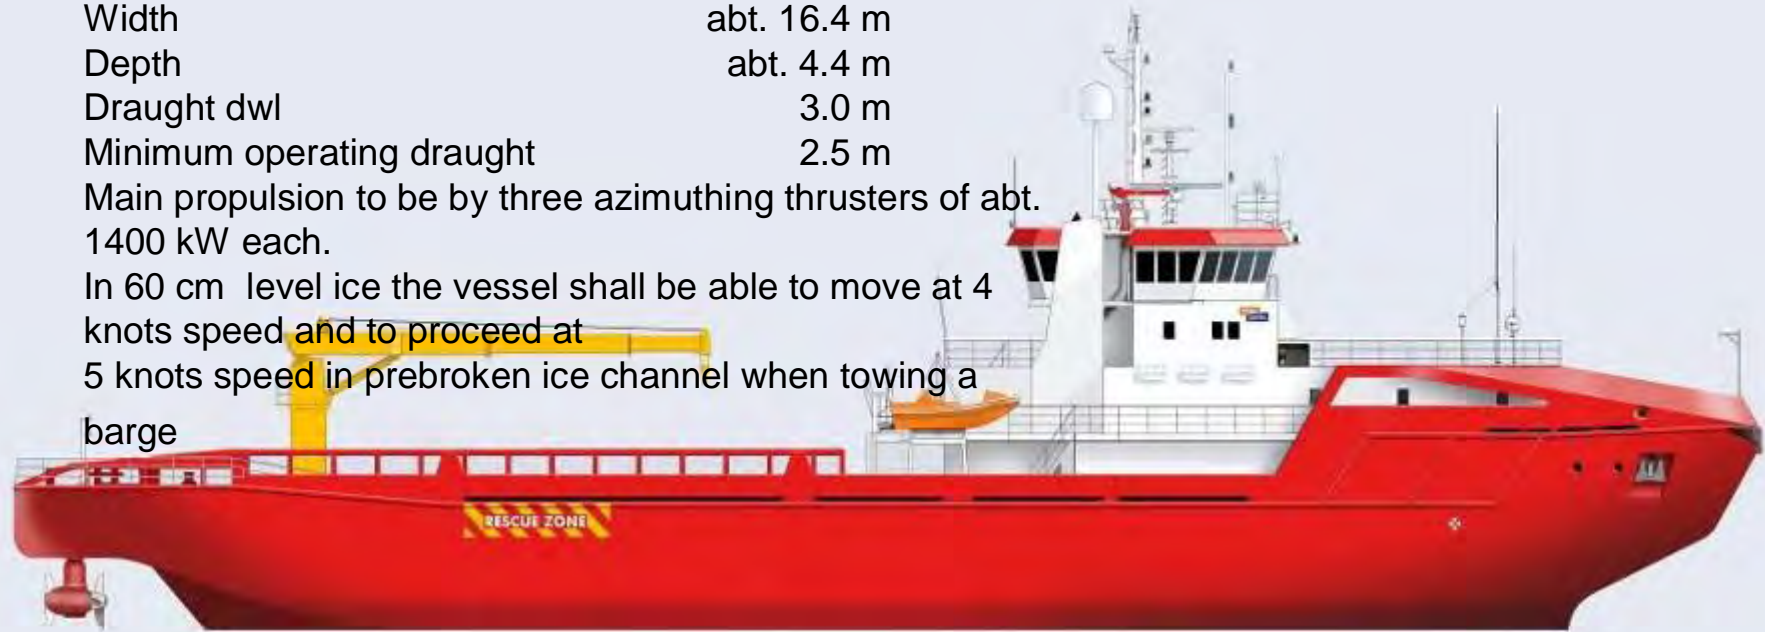 Width abt. 16.4 m
Depth abt. 4.4 m
Draught dwl 3.0 m
Minimum operating draught 2.5 m
Main propulsion to be by three azimuthing thrusters of abt.
1400 kW each.
In 60 cm level ice the vessel shall be able to move at 4
knots speed and to proceed at
5 knots speed in prebroken ice channel when towing a
barge
RESCUE ZONE